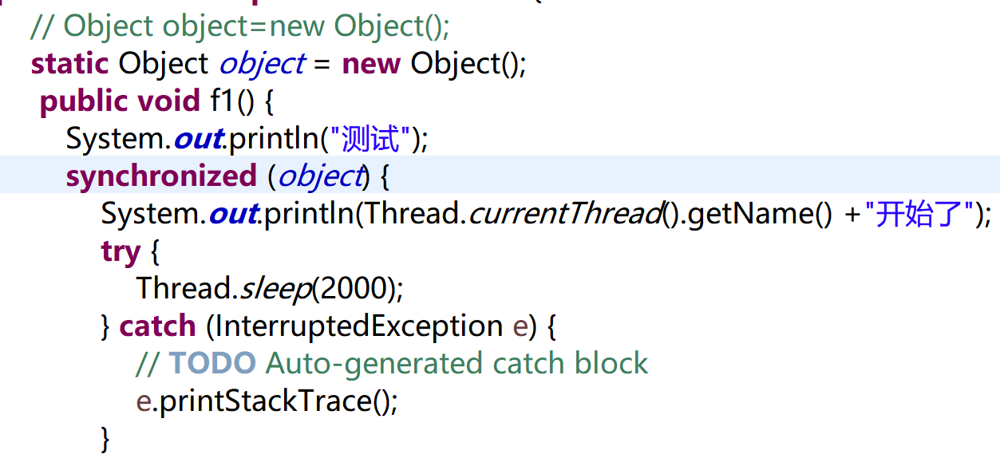 // Object object=new Object();
static Object object = new Object();
public void f1() {
System.out.println("测试");
synchronized (object) {
System.out.println(Thread.currentThread().getName() +"开始了");
try {
Thread.sleep(2000);
} catch (InterruptedException e) {
// TODO Auto-generated catch block
e.printStackTrace();
}